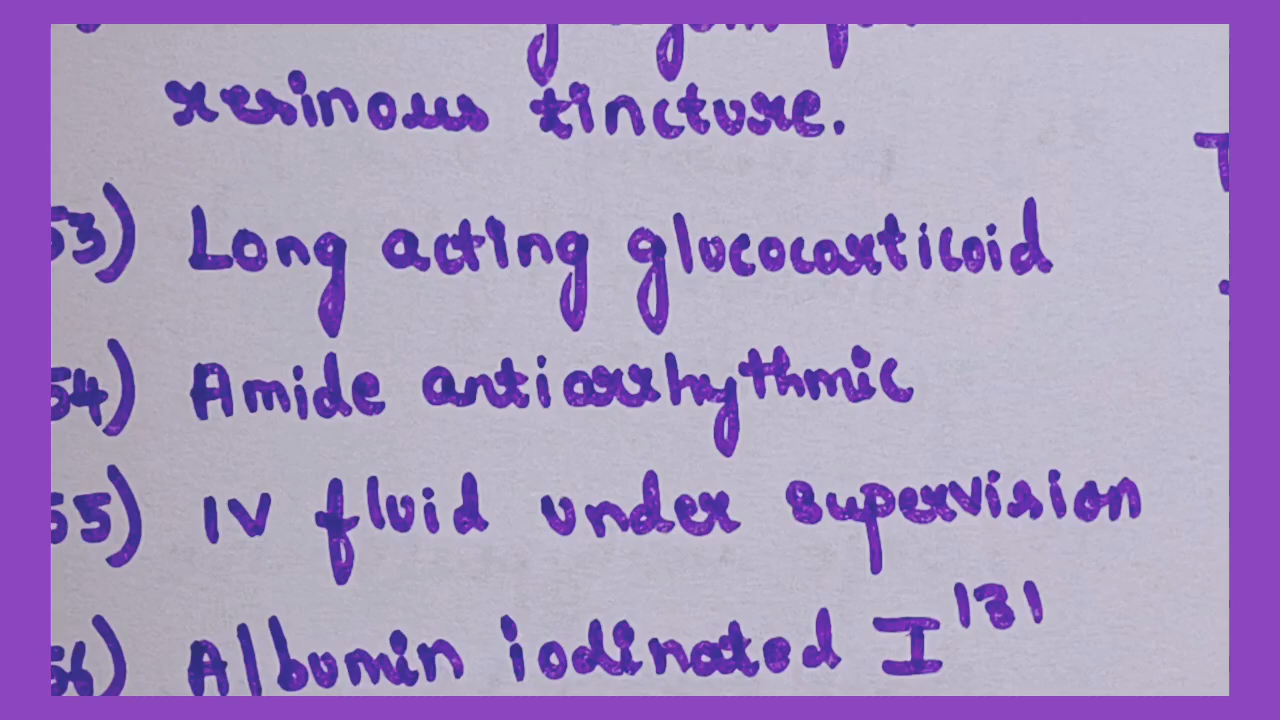 resinous tincture.
53) Long acting glucocorticoid
54) Amide antiarrhythmic
55) IV fluid under supervision
56) Albumin iodinated I¹³¹